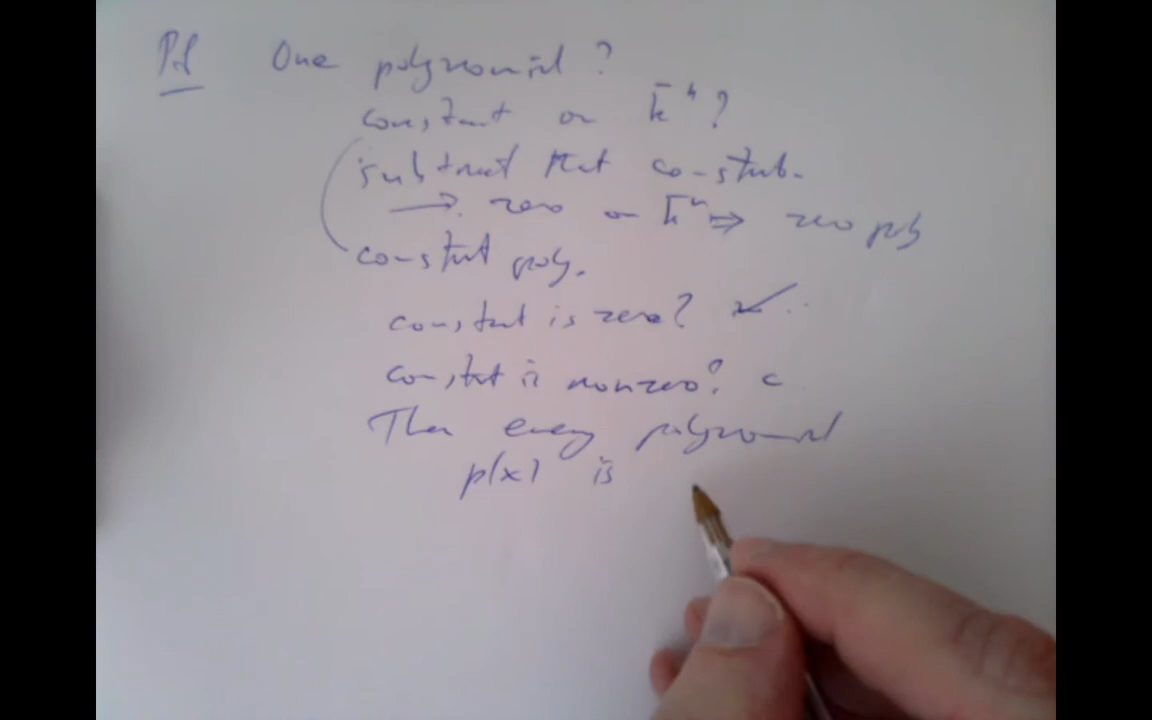 Pf One polynomial?
constant on k̄ⁿ?
subtract that constant.
→ zero on k̄ⁿ ⇒ zero poly
constant poly.
constant is zero? ✓.
constant is nonzero? c
Then every polynomial
p(x) is